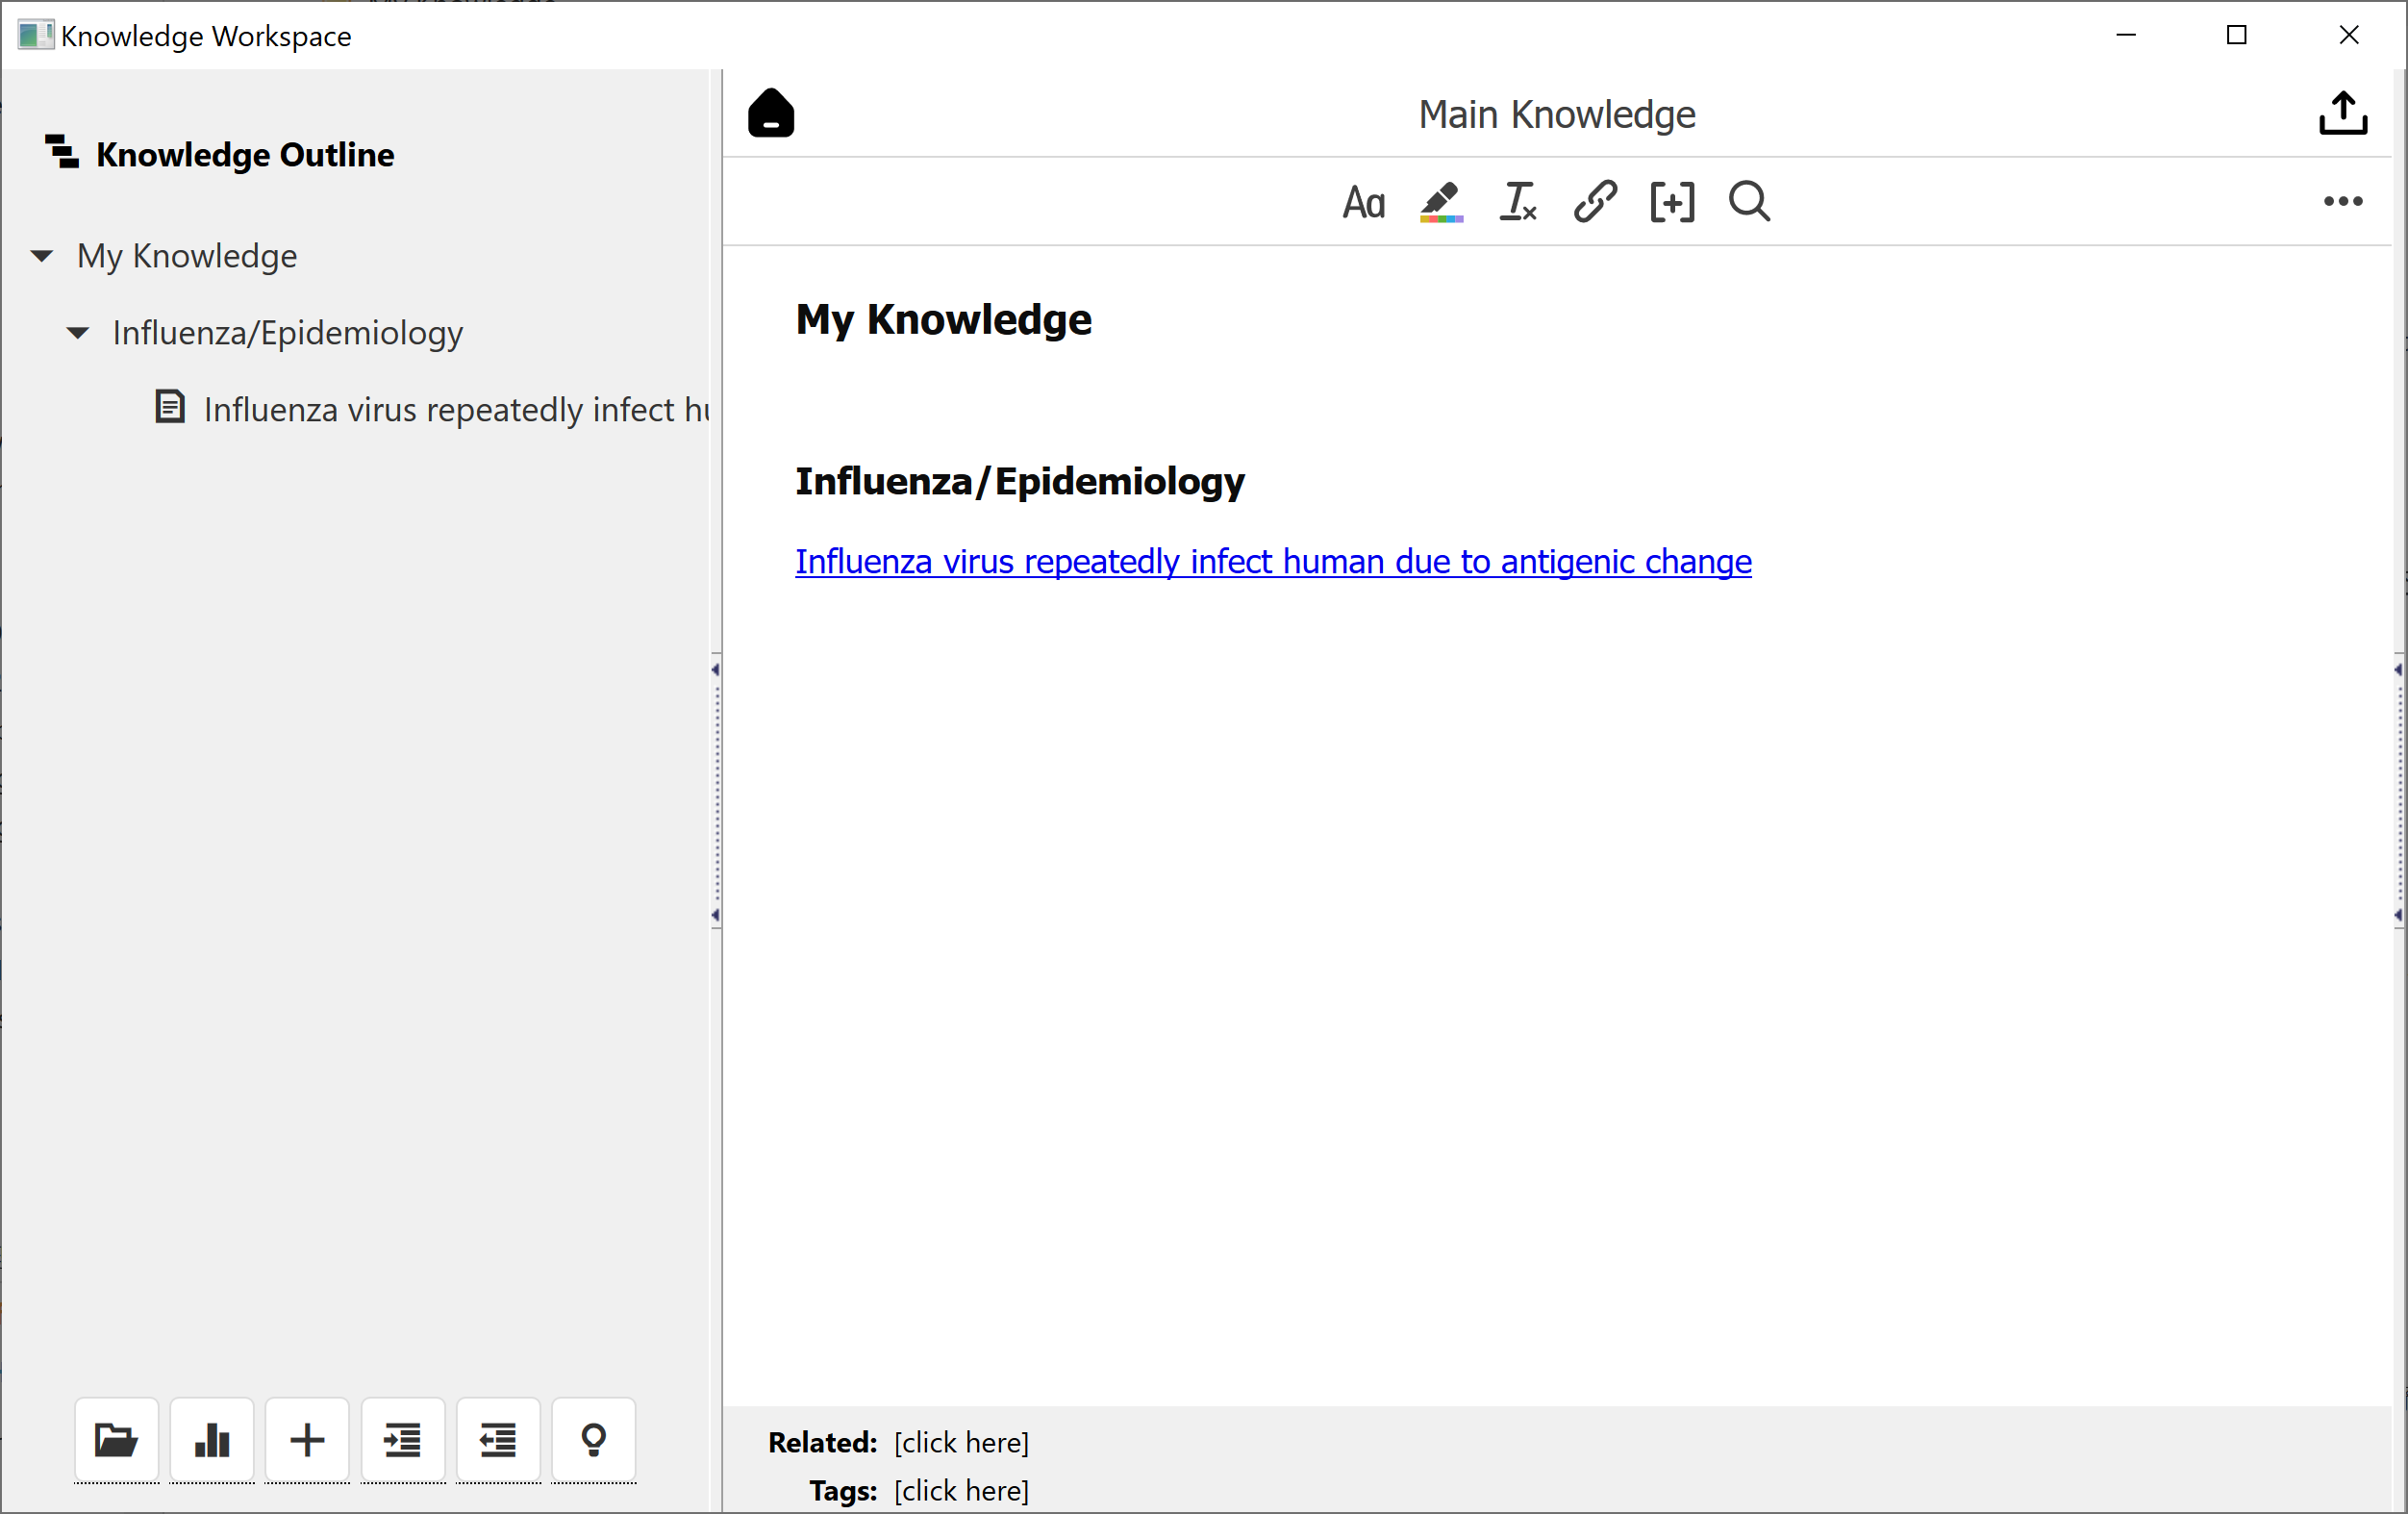 Knowledge Workspace
Knowledge Outline
My Knowledge
Influenza/Epidemiology
Influenza virus repeatedly infect hu
Main Knowledge
Aa
My Knowledge
Influenza/Epidemiology
Influenza virus repeatedly infect human due to antigenic change
Related: [click here]
Tags: [click here]